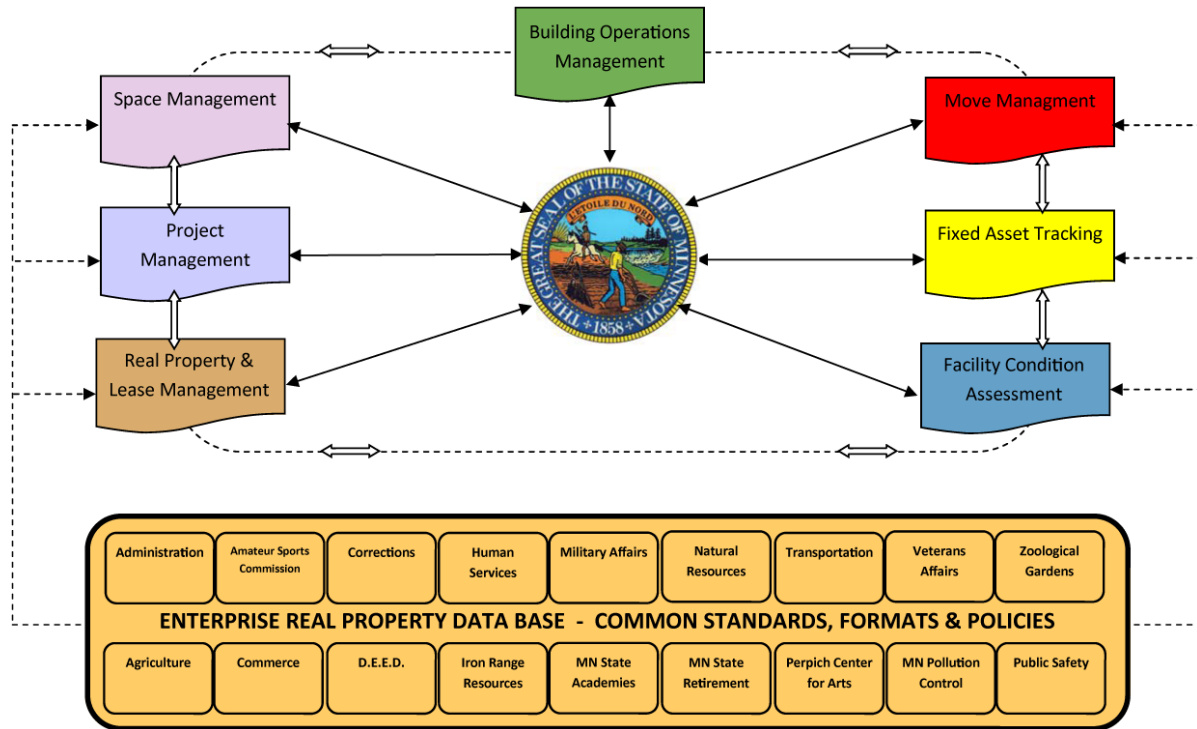 Building Operations
Management
Space Management
Move Managment
Project
Management
Fixed Asset Tracking
Real Property &
Lease Management
Facility Condition
Assessment
THE GREAT SEAL OF THE STATE OF MINNESOTA
L'ETOILE DU NORD
1858
Administration
Amateur Sports
Commission
Corrections
Human
Services
Military Affairs
Natural
Resources
Transportation
Veterans
Affairs
Zoological
Gardens
ENTERPRISE REAL PROPERTY DATA BASE - COMMON STANDARDS, FORMATS & POLICIES
Agriculture
Commerce
D.E.E.D.
Iron Range
Resources
MN State
Academies
MN State
Retirement
Perpich Center
for Arts
MN Pollution
Control
Public Safety